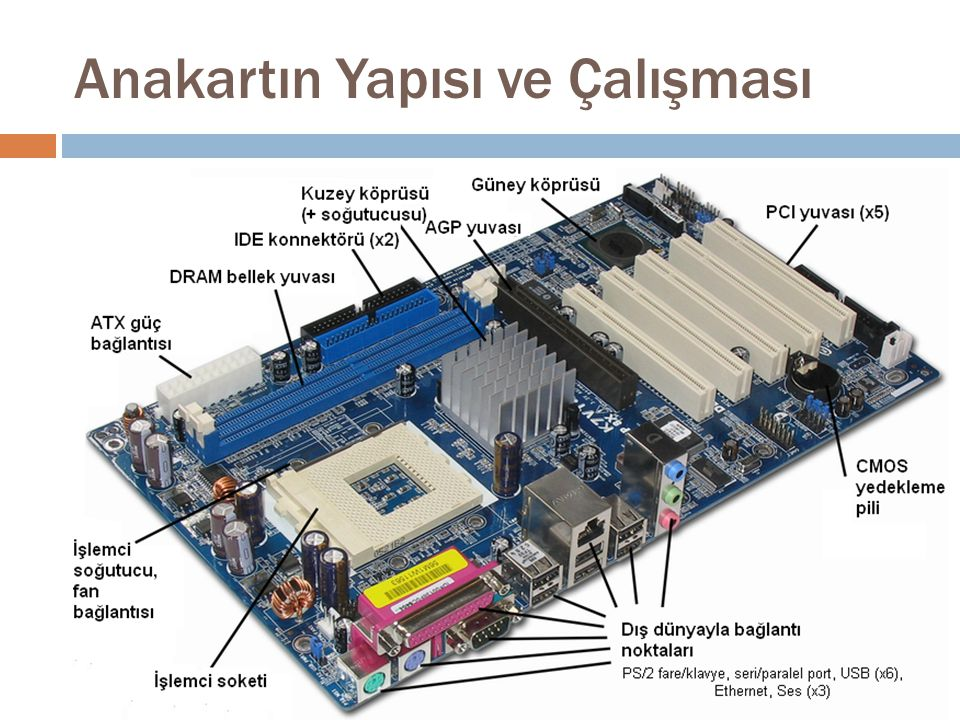 Anakartın Yapısı ve Çalışması
Kuzey köprüsü
(+ soğutucusu)
Güney köprüsü
AGP yuvası
PCI yuvası (x5)
IDE konnektörü (x2)
DRAM bellek yuvası
ATX güç
bağlantısı
CMOS
yedekleme
pili
İşlemci
soğutucu,
fan
bağlantısı
İşlemci soketi
Dış dünyayla bağlantı
noktaları
PS/2 fare/klavye, seri/paralel port, USB (x6),
Ethernet, Ses (x3)